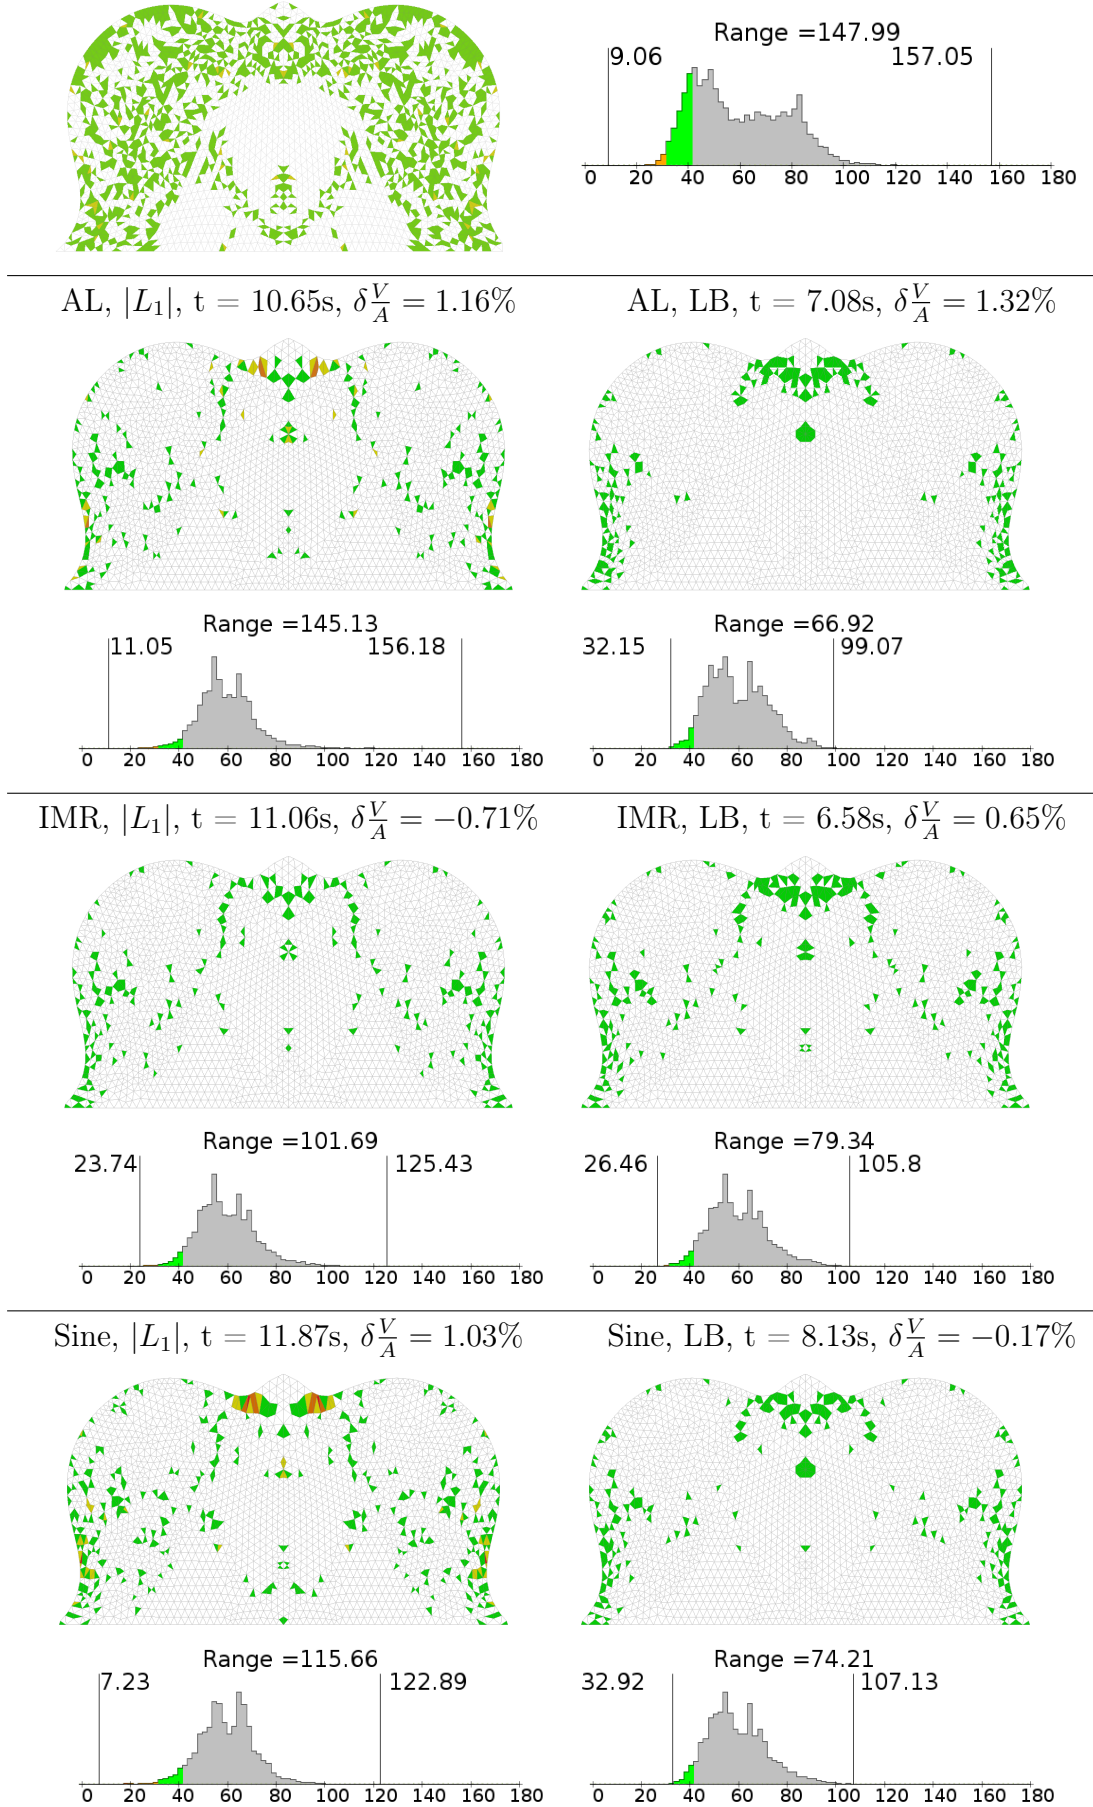 Range =147.99
9.06 157.05
0 20 40 60 80 100 120 140 160 180
AL, |L₁|, t = 10.65s, δ V/A = 1.16%
AL, LB, t = 7.08s, δ V/A = 1.32%
Range =145.13
11.05 156.18
0 20 40 60 80 100 120 140 160 180
Range =66.92
32.15 99.07
0 20 40 60 80 100 120 140 160 180
IMR, |L₁|, t = 11.06s, δ V/A = −0.71%
IMR, LB, t = 6.58s, δ V/A = 0.65%
Range =101.69
23.74 125.43
0 20 40 60 80 100 120 140 160 180
Range =79.34
26.46 105.8
0 20 40 60 80 100 120 140 160 180
Sine, |L₁|, t = 11.87s, δ V/A = 1.03%
Sine, LB, t = 8.13s, δ V/A = −0.17%
Range =115.66
7.23 122.89
0 20 40 60 80 100 120 140 160 180
Range =74.21
32.92 107.13
0 20 40 60 80 100 120 140 160 180